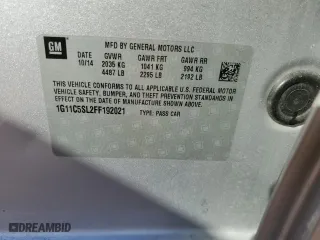 GM
MFD BY GENERAL MOTORS LLC
DATE GVWR GAWR FRT GAWR RR
10/14 2035 KG 1041 KG 994 KG
4487 LB 2295 LB 2192 LB
THIS VEHICLE CONFORMS TO ALL APPLICABLE U.S. FEDERAL MOTOR
VEHICLE SAFETY, BUMPER, AND THEFT PREVENTION STANDARDS
IN EFFECT ON THE DATE OF MANUFACTURE SHOWN ABOVE.
1G11C5SL2FF192021 TYPE: PASS CAR
DREAMBID